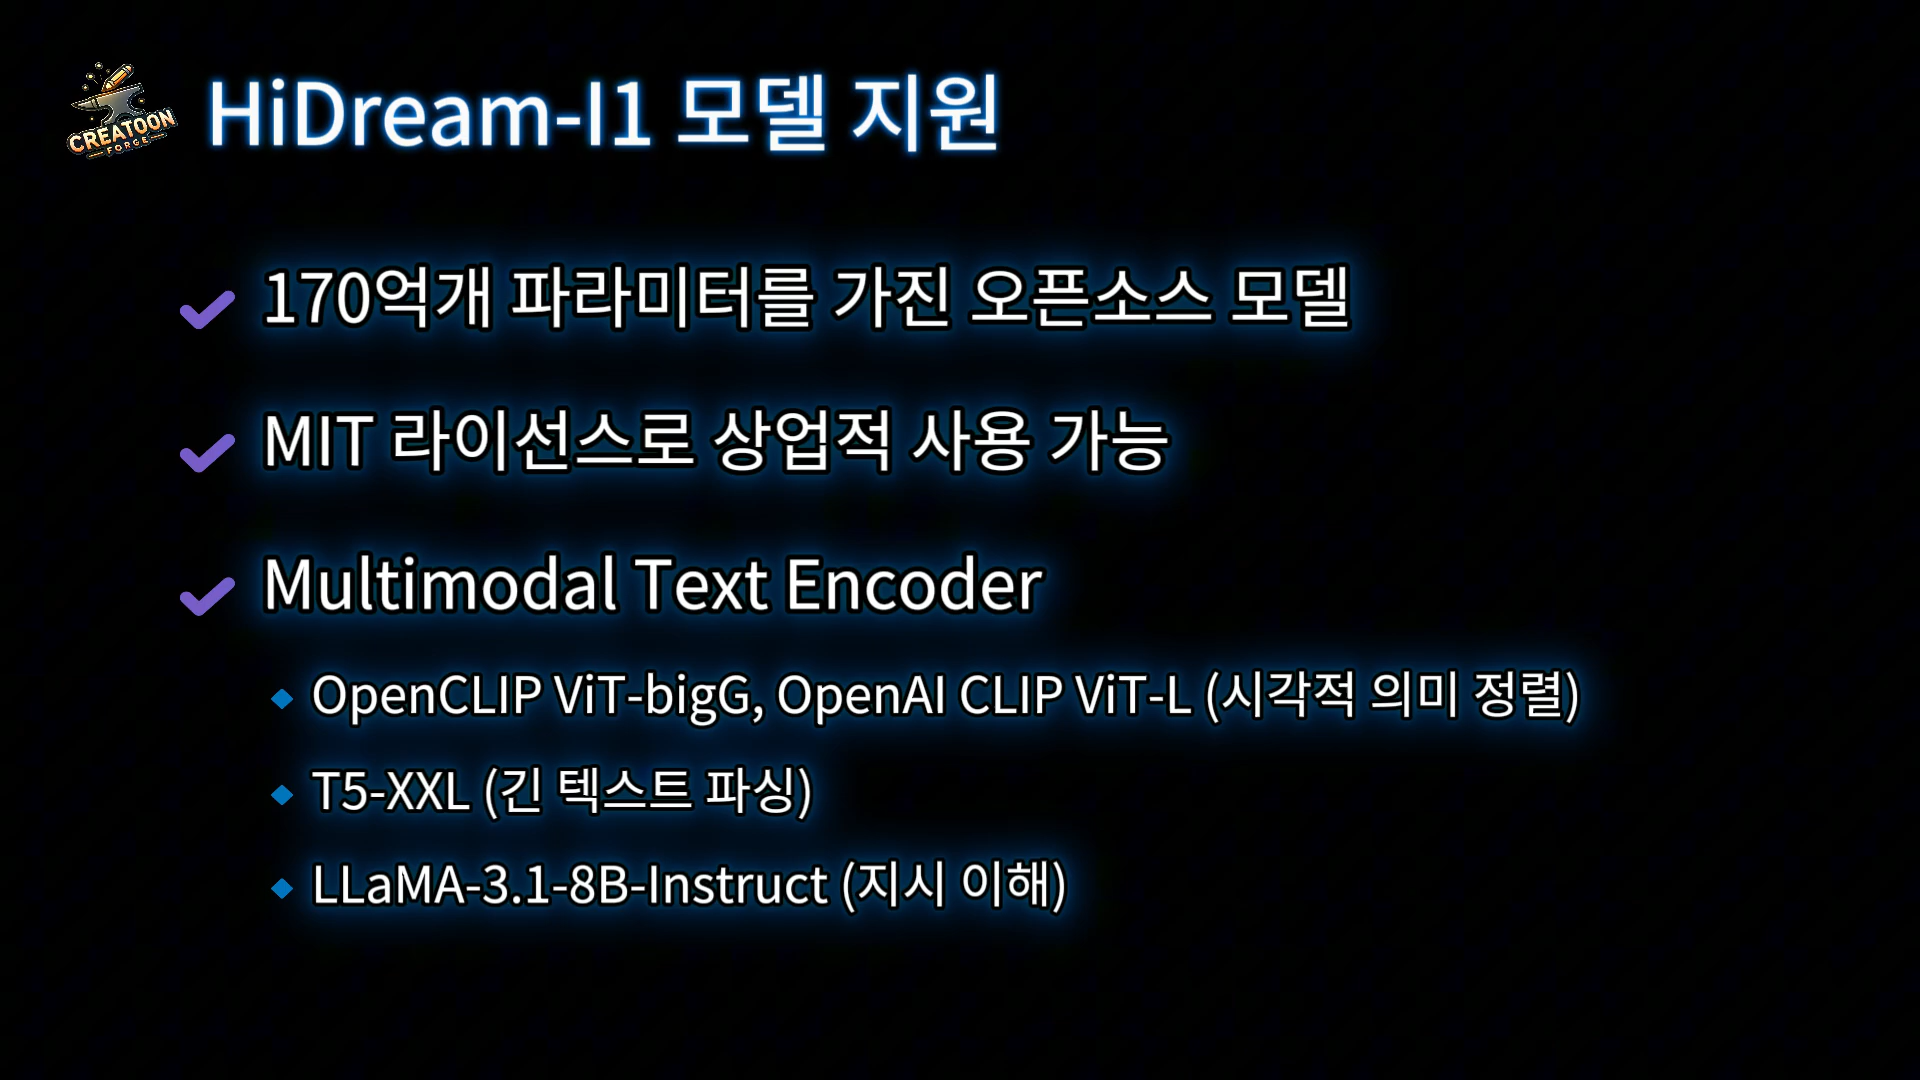 CREATOON
FORGE
HiDream-I1 모델 지원
170억개 파라미터를 가진 오픈소스 모델
MIT 라이선스로 상업적 사용 가능
Multimodal Text Encoder
OpenCLIP ViT-bigG, OpenAI CLIP ViT-L (시각적 의미 정렬)
T5-XXL (긴 텍스트 파싱)
LLaMA-3.1-8B-Instruct (지시 이해)